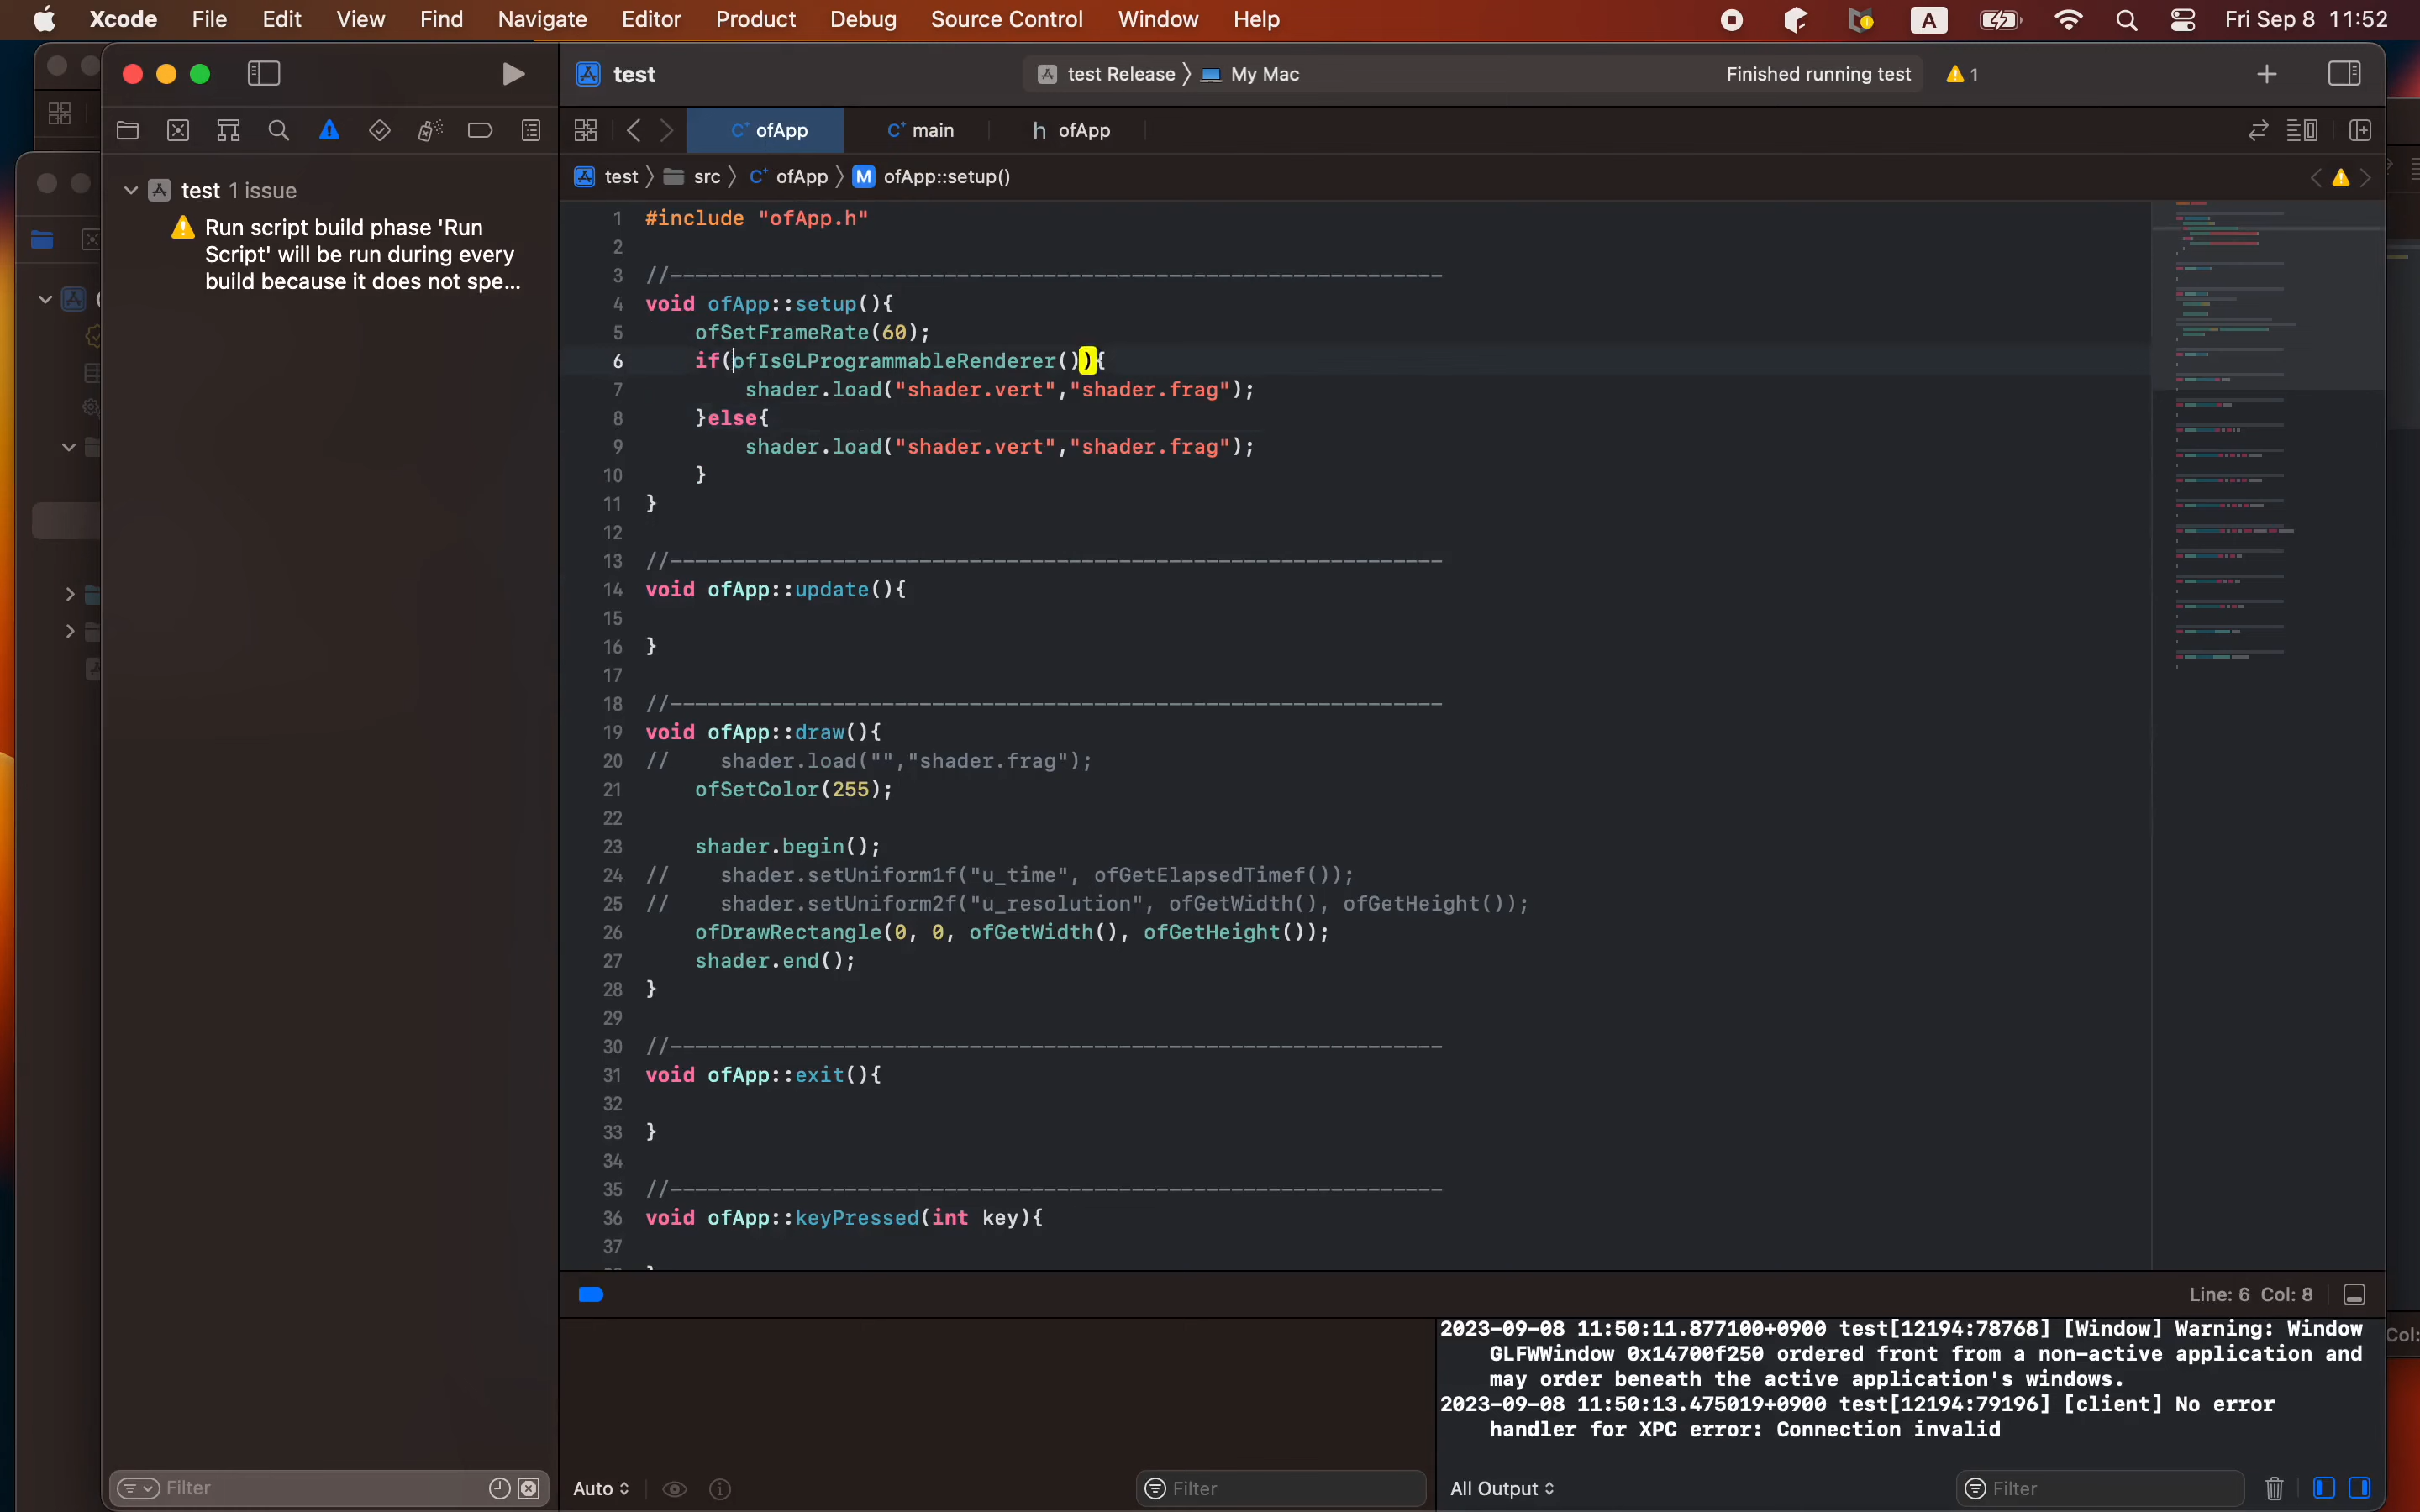 Xcode File Edit View Find Navigate Editor Product Debug Source Control Window Help A Fri Sep 8 11:52
test test Release 〉 My Mac Finished running test 1
ofApp main h ofApp
test 〉 src 〉 ofApp 〉 M ofApp::setup()
test 1 issue
Run script build phase 'Run
Script' will be run during every
build because it does not spe...
1 #include "ofApp.h"
2
3 //--------------------------------------------------------------
4 void ofApp::setup(){
5 ofSetFrameRate(60);
6 if(ofIsGLProgrammableRenderer()){
7 shader.load("shader.vert","shader.frag");
8 }else{
9 shader.load("shader.vert","shader.frag");
10 }
11 }
12
13 //--------------------------------------------------------------
14 void ofApp::update(){
15
16 }
17
18 //--------------------------------------------------------------
19 void ofApp::draw(){
20 // shader.load("","shader.frag");
21 ofSetColor(255);
22
23 shader.begin();
24 // shader.setUniform1f("u_time", ofGetElapsedTimef());
25 // shader.setUniform2f("u_resolution", ofGetWidth(), ofGetHeight());
26 ofDrawRectangle(0, 0, ofGetWidth(), ofGetHeight());
27 shader.end();
28 }
29
30 //--------------------------------------------------------------
31 void ofApp::exit(){
32
33 }
34
35 //--------------------------------------------------------------
36 void ofApp::keyPressed(int key){
37
Line: 6 Col: 8
2023-09-08 11:50:11.877100+0900 test[12194:78768] [Window] Warning: Window
GLFWWindow 0x14700f250 ordered front from a non-active application and
may order beneath the active application's windows.
2023-09-08 11:50:13.475019+0900 test[12194:79196] [client] No error
handler for XPC error: Connection invalid
Col:
Filter Auto Filter All Output Filter